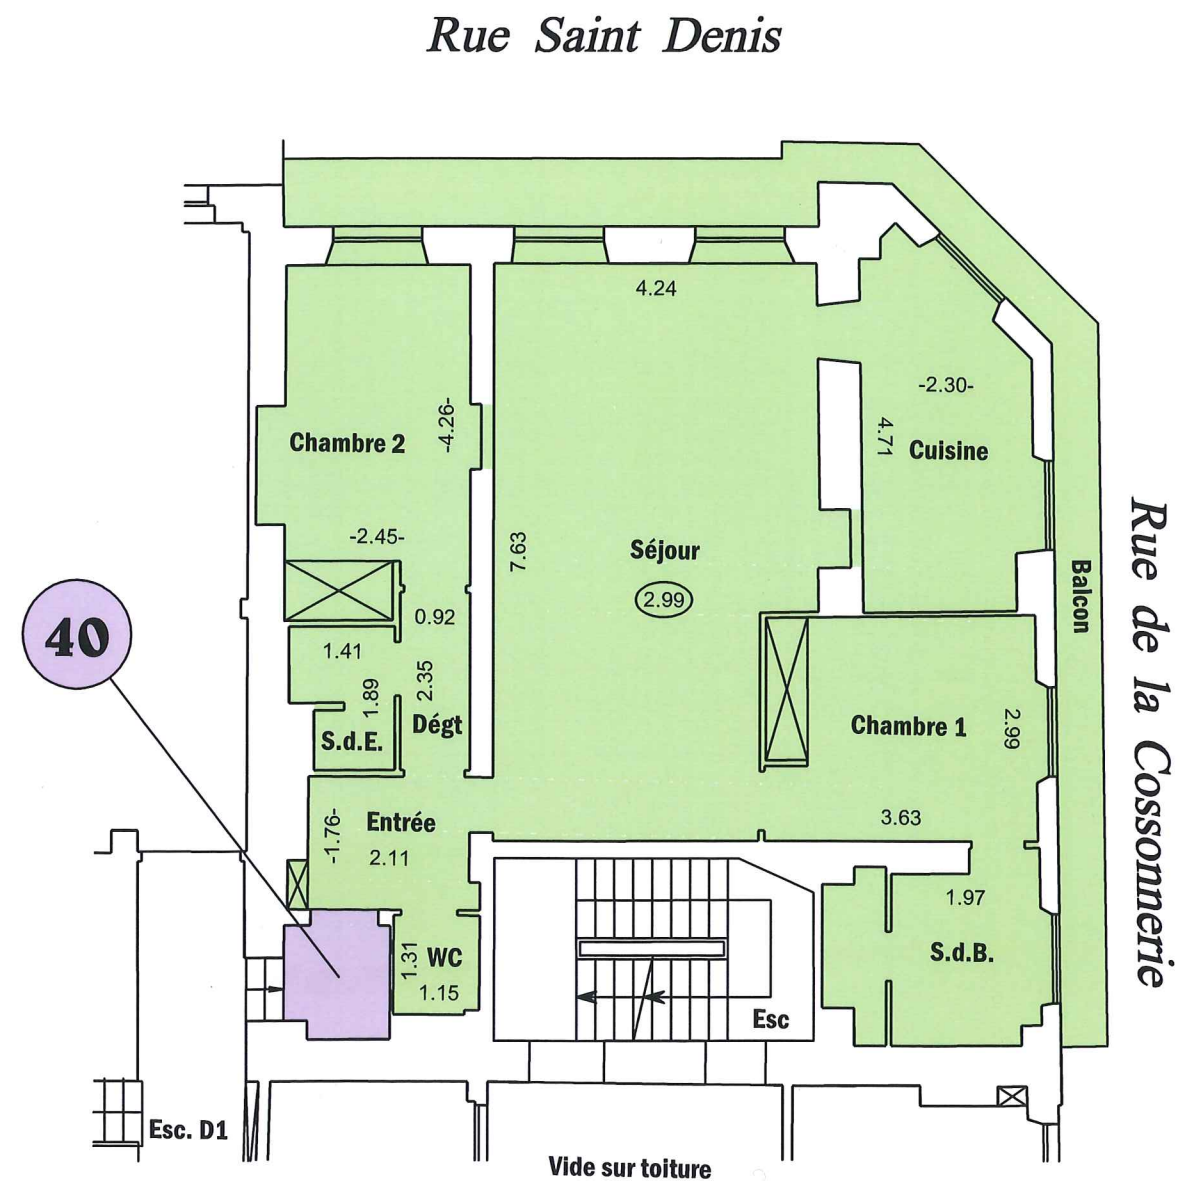 Rue Saint Denis
4.24
-2.30-
-4.26-
4.71
Chambre 2
Cuisine
-2.45-
7.63
Séjour
2.99
Balcon
Rue de la Cossonnerie
0.92
40
1.41
2.35
1.89
Dégt
S.d.E.
Chambre 1
2.99
3.63
Entrée
-1.76-
2.11
1.97
1.31
WC
1.15
S.d.B.
Esc
Esc. D1
Vide sur toiture